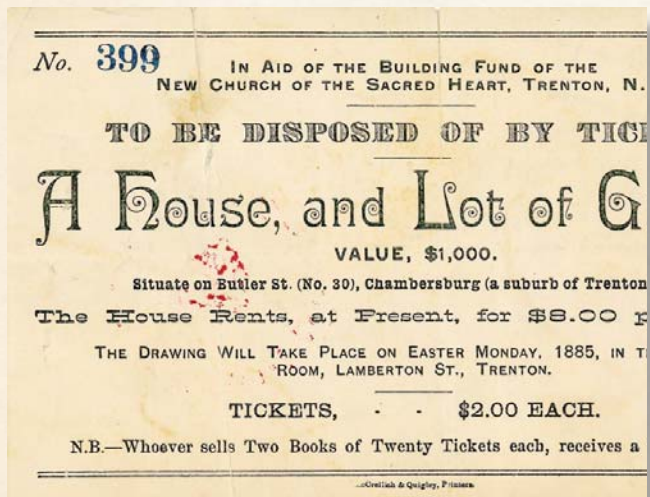 No. 399
IN AID OF THE BUILDING FUND OF THE
NEW CHURCH OF THE SACRED HEART, TRENTON, N.
TO BE DISPOSED OF BY
A House, and Lot of G
VALUE, $1,000.
Situate on Butler St. (No. 30), Chambersburg (a suburb of Trenton
The House Rents, at Present, for $8.00 p
THE DRAWING WILL TAKE PLACE ON EASTER MONDAY, 1885, IN
ROOM, LAMBERTON ST., TRENTON.
TICKETS, - - $2.00 EACH.
N.B.—Whoever sells Two Books of Twenty Tickets each, receives a
& Quigley, Printers.